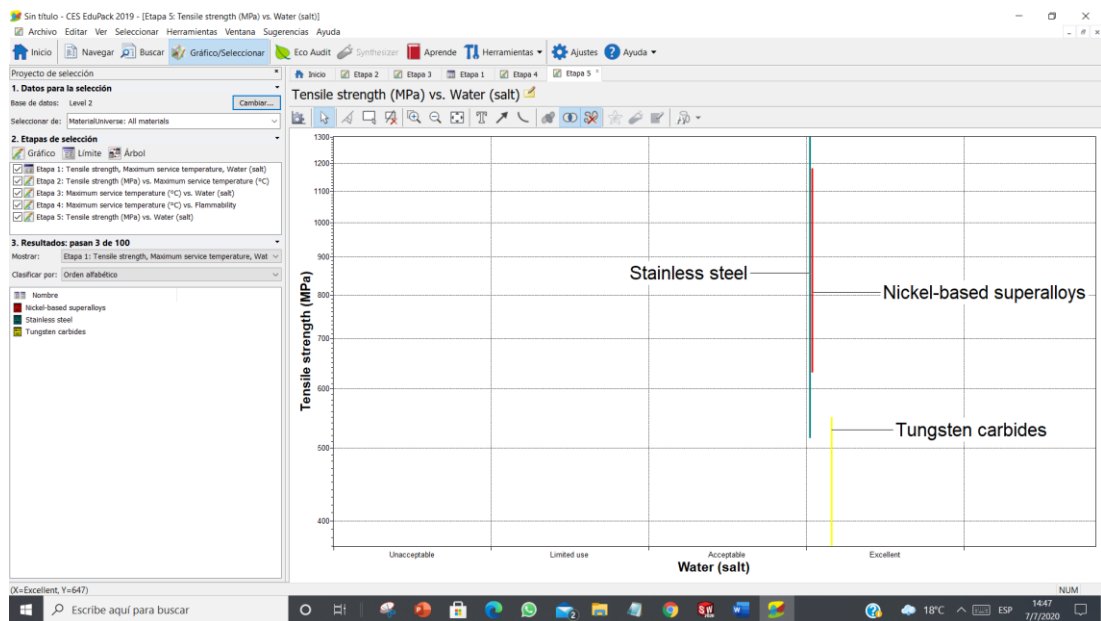 Sin título - CES EduPack 2019 - [Etapa 5: Tensile strength (MPa) vs. Water (salt)]
Archivo Editar Ver Seleccionar Herramientas Ventana Sugerencias Ayuda
Inicio Navegar Buscar Gráfico/Seleccionar Eco Audit Synthesizer Aprende Herramientas Ajustes Ayuda
Proyecto de selección
Inicio Etapa 2 Etapa 3 Etapa 1 Etapa 4 Etapa 5
1. Datos para la selección
Base de datos: Level 2 Cambiar...
Seleccionar de: MaterialUniverse: All materials
2. Etapas de selección
Gráfico Límite Árbol
Etapa 1: Tensile strength, Maximum service temperature, Water (salt)
Etapa 2: Tensile strength (MPa) vs. Maximum service temperature (°C)
Etapa 3: Maximum service temperature (°C) vs. Water (salt)
Etapa 4: Maximum service temperature (°C) vs. Flammability
Etapa 5: Tensile strength (MPa) vs. Water (salt)
3. Resultados: pasan 3 de 100
Mostrar: Etapa 1: Tensile strength, Maximum service temperature, Wat
Clasificar por: Orden alfabético
Nombre
Nickel-based superalloys
Stainless steel
Tungsten carbides
Tensile strength (MPa) vs. Water (salt)
1300
1200
1100
1000
900
800
700
600
500
400
Tensile strength (MPa)
Stainless steel
Nickel-based superalloys
Tungsten carbides
Unacceptable Limited use Acceptable Excellent
Water (salt)
(X=Excellent, Y=647) NUM
Escribe aquí para buscar
18°C ESP
14:47
7/7/2020